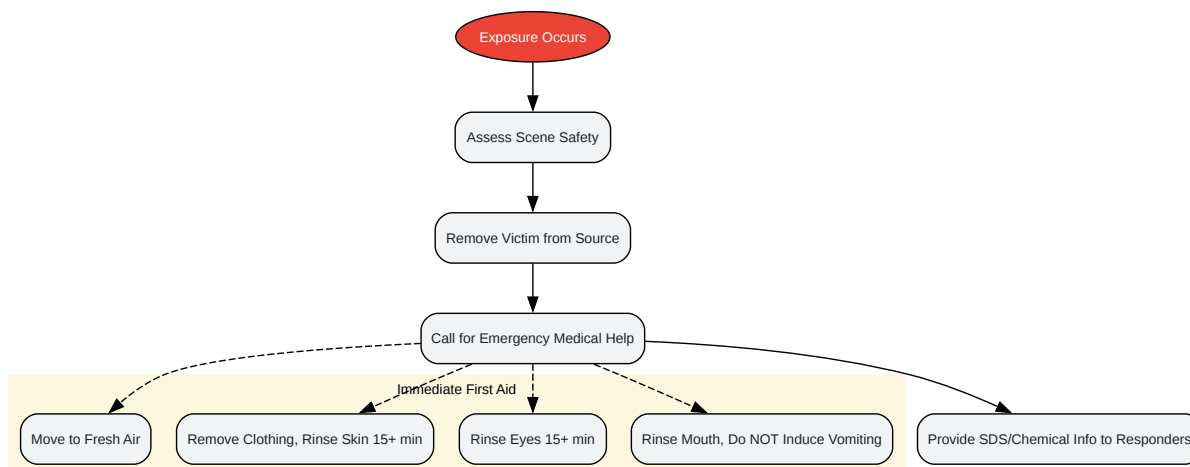 Exposure Occurs
Assess Scene Safety
Remove Victim from Source
Call for Emergency Medical Help
Immediate First Aid
Move to Fresh Air
Remove Clothing, Rinse Skin 15+ min
Rinse Eyes 15+ min
Rinse Mouth, Do NOT Induce Vomiting
Provide SDS/Chemical Info to Responders